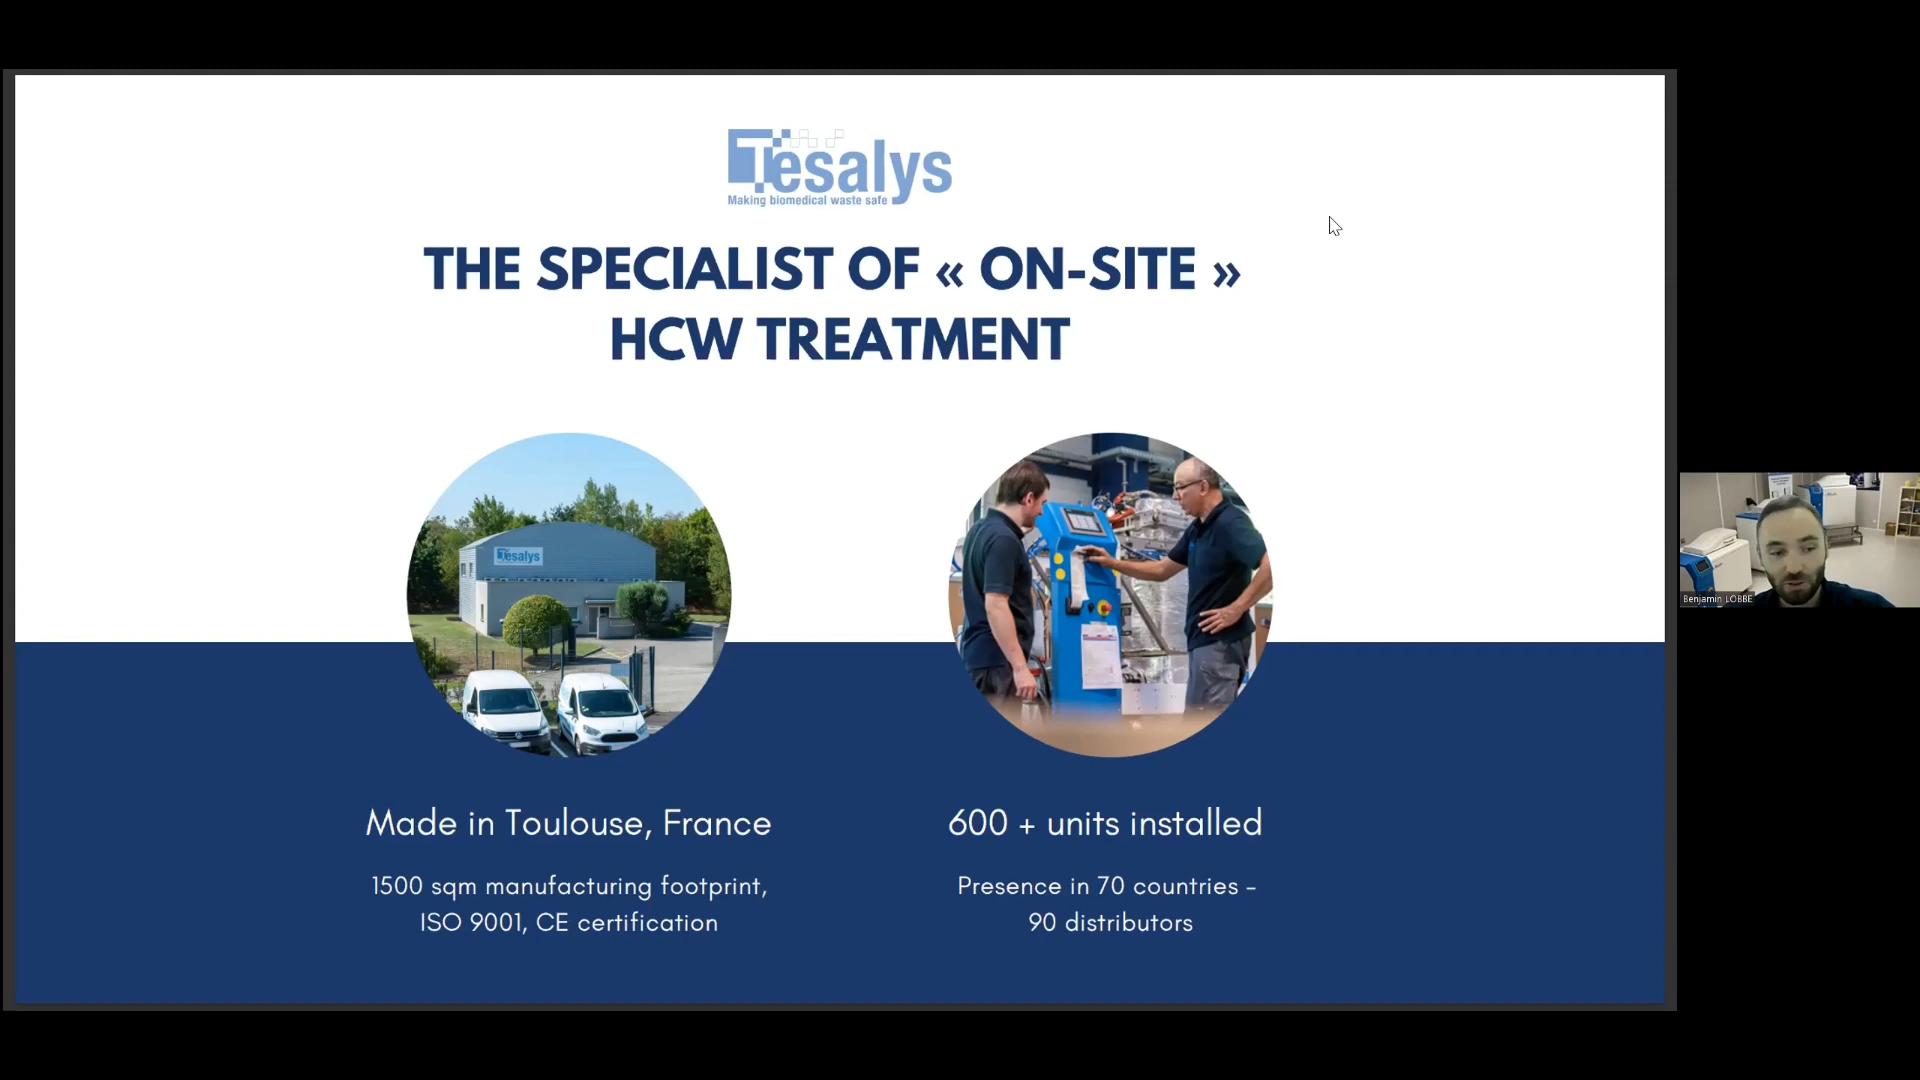 Tesalys
Making biomedical waste safe
THE SPECIALIST OF « ON-SITE »
HCW TREATMENT
Tesalys
Made in Toulouse, France
1500 sqm manufacturing footprint,
ISO 9001, CE certification
600 + units installed
Presence in 70 countries -
90 distributors
Benjamin LOBBE